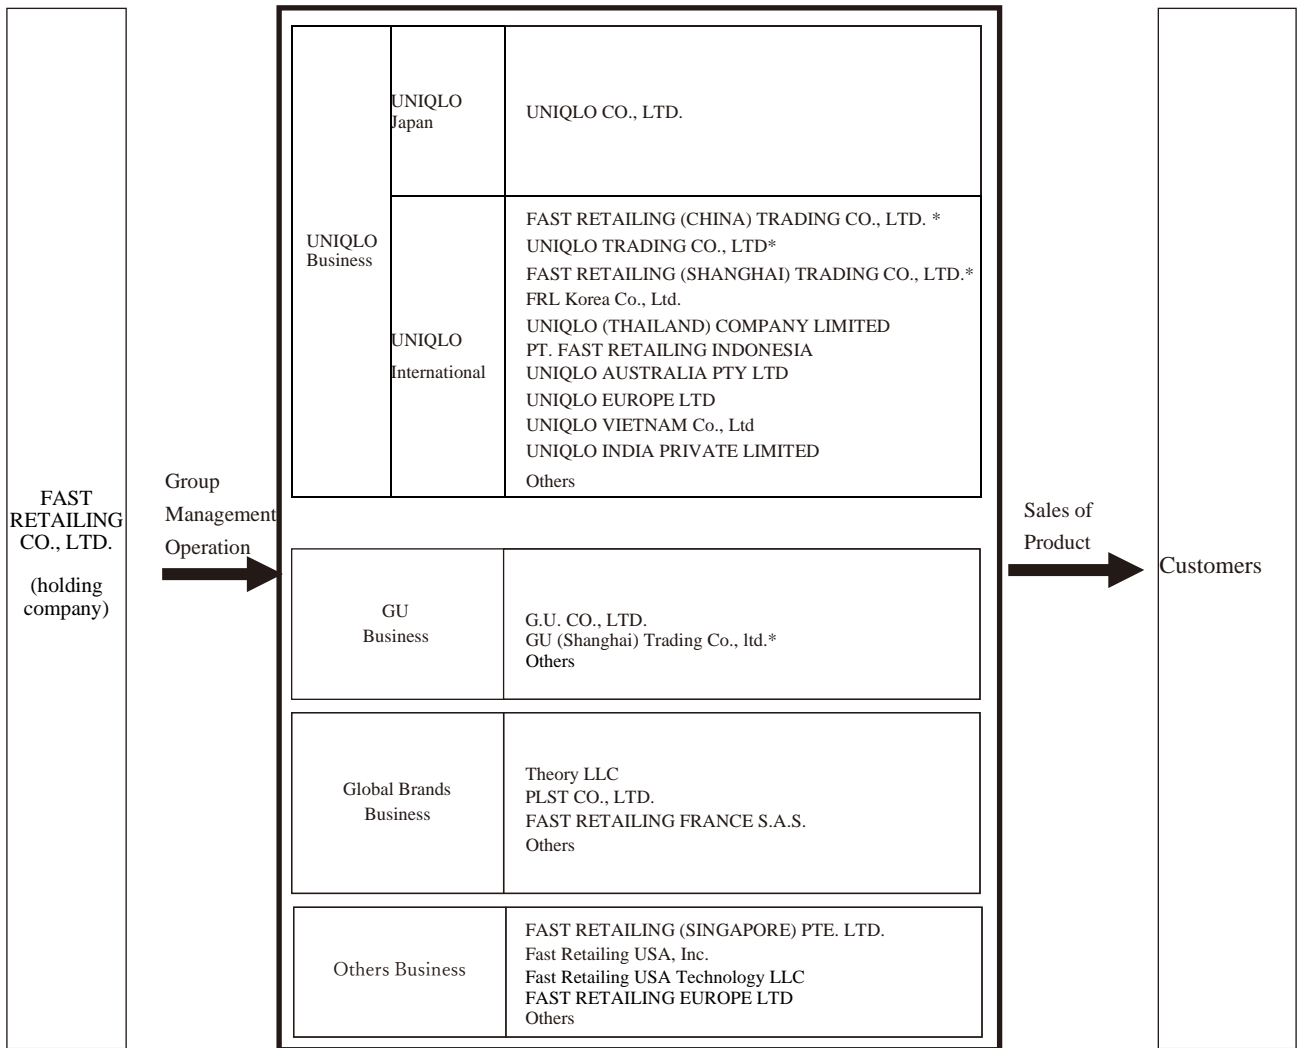 FAST
RETAILING
CO., LTD.
(holding
company)
Group
Management
Operation
UNIQLO
Business
UNIQLO
Japan
UNIQLO CO., LTD.
UNIQLO
International
FAST RETAILING (CHINA) TRADING CO., LTD. *
UNIQLO TRADING CO., LTD*
FAST RETAILING (SHANGHAI) TRADING CO., LTD.*
FRL Korea Co., Ltd.
UNIQLO (THAILAND) COMPANY LIMITED
PT. FAST RETAILING INDONESIA
UNIQLO AUSTRALIA PTY LTD
UNIQLO EUROPE LTD
UNIQLO VIETNAM Co., Ltd
UNIQLO INDIA PRIVATE LIMITED
Others
GU
Business
G.U. CO., LTD.
GU (Shanghai) Trading Co., ltd.*
Others
Global Brands
Business
Theory LLC
PLST CO., LTD.
FAST RETAILING FRANCE S.A.S.
Others
Others Business
FAST RETAILING (SINGAPORE) PTE. LTD.
Fast Retailing USA, Inc.
Fast Retailing USA Technology LLC
FAST RETAILING EUROPE LTD
Others
Sales of
Product
Customers